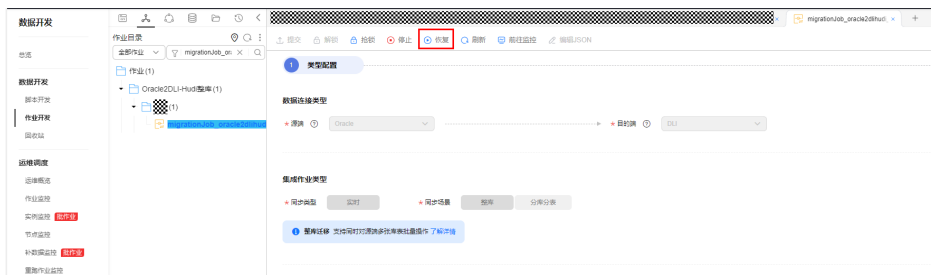 数据开发
总览
数据开发
脚本开发
作业开发
回收站
运维调度
运维概览
作业监控
实例监控 批作业
节点监控
补数据监控 批作业
重跑作业监控
作业目录
全部作业 migrationJob_ora
作业 (1)
Oracle2DLI-Hudi整库 (1)
(1)
migrationJob_oracle2dlihud
migrationJob_oracle2dlihudi
提交 解锁 抢锁 停止 恢复 刷新 前往监控 编辑JSON
1 类型配置
数据连接类型
* 源端 Oracle * 目的端 DLI
集成作业类型
* 同步类型 实时 * 同步场景 整库 分库分表
整库迁移 支持同时对源端多张库表批量操作 了解详情